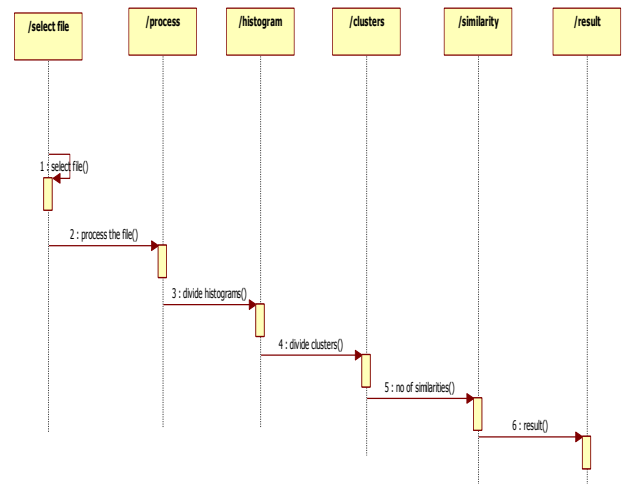 /select file
/process
/histogram
/clusters
/similarity
/result
1 : select file()
2 : process the file()
3 : divide histograms()
4 : divide clusters()
5 : no of similarities()
6 : result()